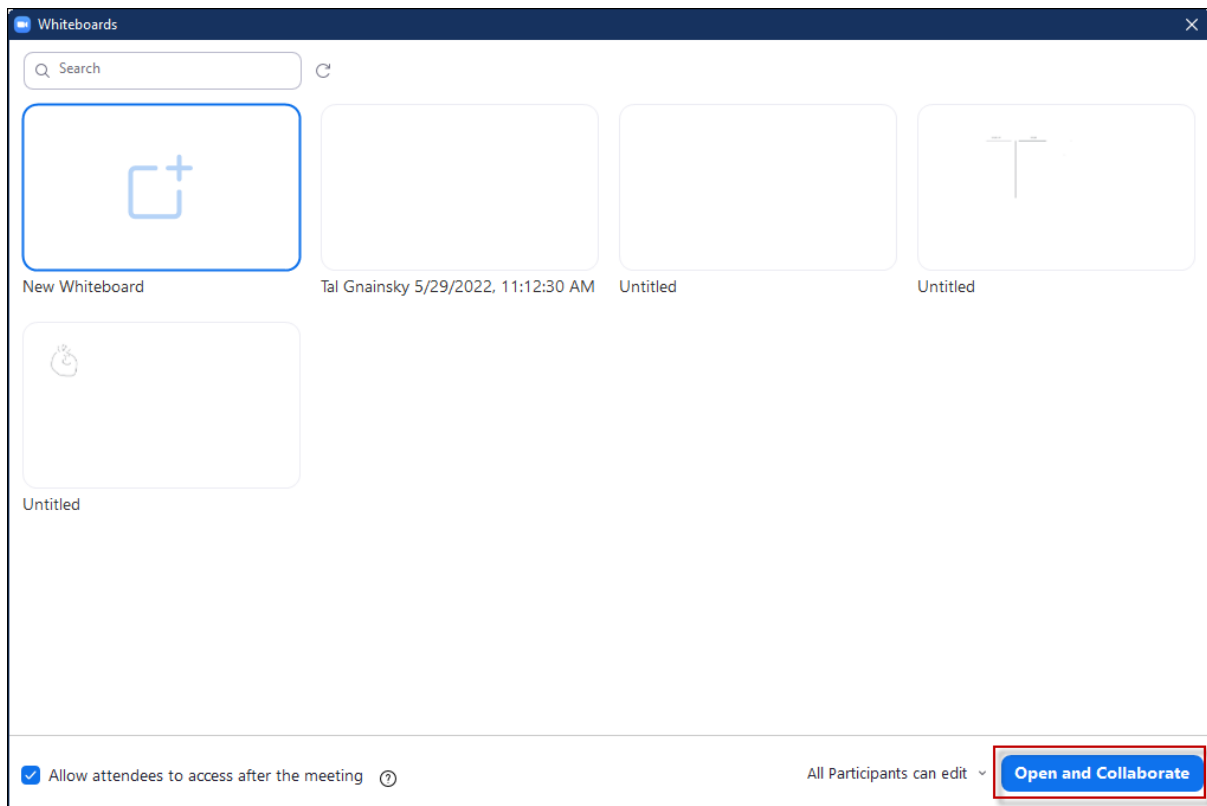 Whiteboards
Search
New Whiteboard
Tal Gnainsky 5/29/2022, 11:12:30 AM
Untitled
Untitled
Untitled
Allow attendees to access after the meeting
All Participants can edit
Open and Collaborate